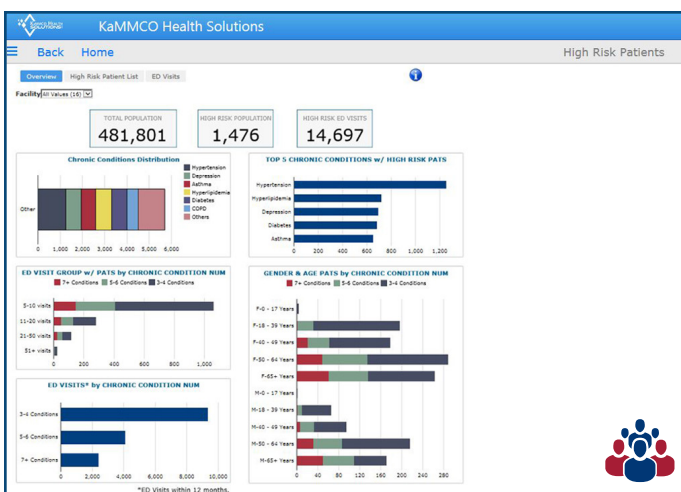 KAMMCO HEALTH
SOLUTIONS
KaMMCO Health Solutions
Back Home High Risk Patients
Overview High Risk Patient List ED Visits
Facility All Values (16)
TOTAL POPULATION
481,801
HIGH RISK POPULATION
1,476
HIGH RISK ED VISITS
14,697
Chronic Conditions Distribution
Hypertension
Depression
Asthma
Hyperlipidemia
Diabetes
COPD
Others
Other
0 1,000 2,000 3,000 4,000 5,000 6,000
TOP 5 CHRONIC CONDITIONS w/ HIGH RISK PATS
Hypertension
Hyperlipidemia
Depression
Diabetes
Asthma
0 200 400 600 800 1,000 1,200
ED VISIT GROUP w/ PATS by CHRONIC CONDITION NUM
7+ Conditions 5-6 Conditions 3-4 Conditions
5-10 visits
11-20 visits
21-50 visits
51+ visits
0 200 400 600 800 1,000
GENDER & AGE PATS by CHRONIC CONDITION NUM
7+ Conditions 5-6 Conditions 3-4 Conditions
F-0 - 17 Years
F-18 - 39 Years
F-40 - 49 Years
F-50 - 64 Years
F-65+ Years
M-0 - 17 Years
M-18 - 39 Years
M-40 - 49 Years
M-50 - 64 Years
M-65+ Years
0 40 80 120 160 200 240 280
ED VISITS* by CHRONIC CONDITION NUM
3-4 Conditions
5-6 Conditions
7+ Conditions
0 2,000 4,000 6,000 8,000 10,000
*ED Visits within 12 months.